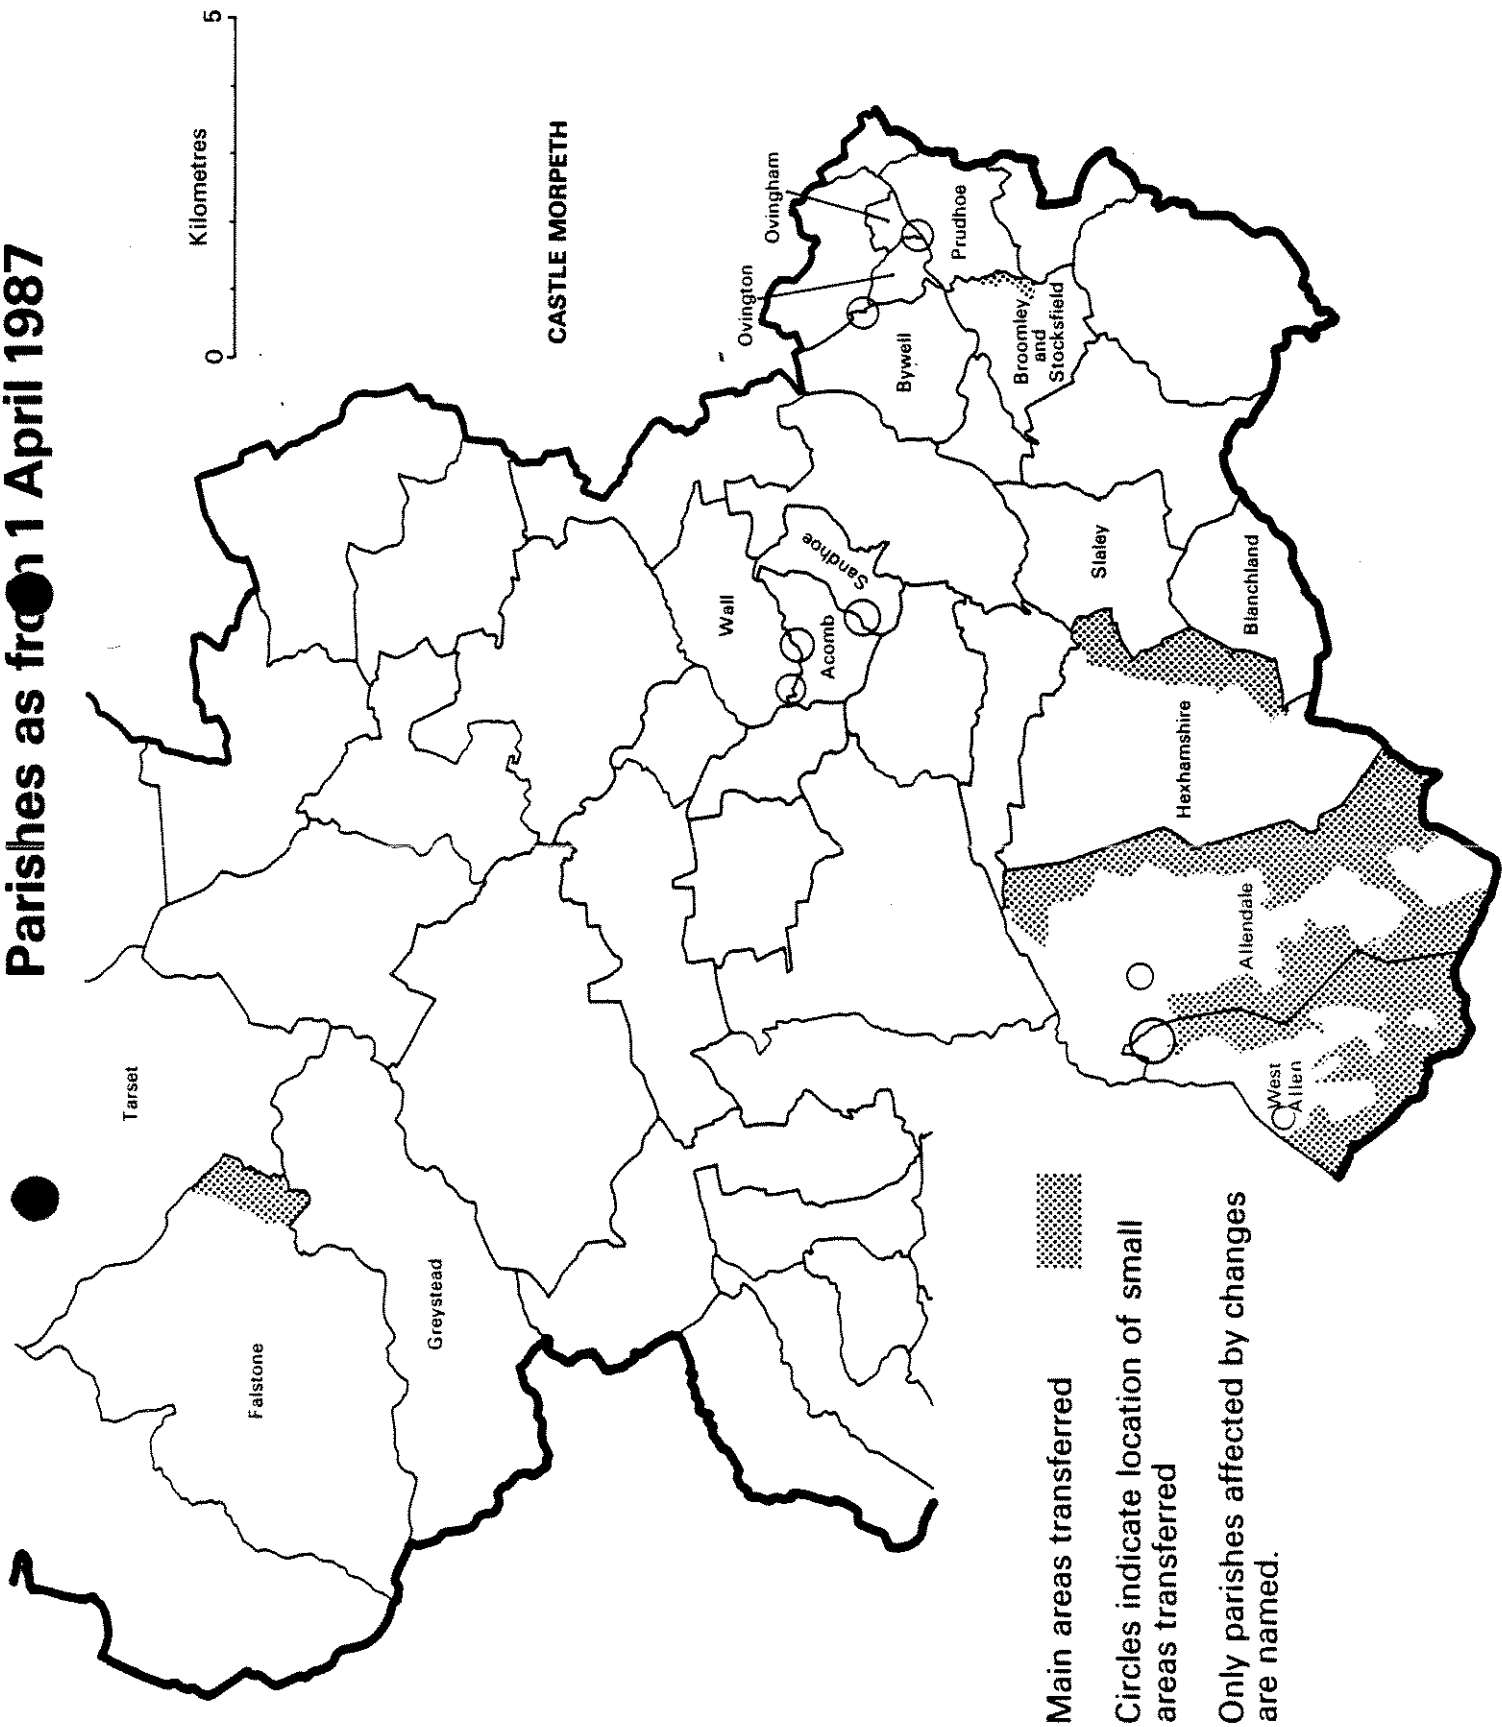 Parishes as from 1 April 1987
Kilometres
0 5
CASTLE MORPETH
Tarset
Falstone
Greystead
Ovington
Ovingham
Prudhoe
Bywell
Broomley
and
Stocksfield
Wall
Sandhoe
Acomb
Slaley
Blanchland
Hexhamshire
Allendale
West
Allen
Main areas transferred
Circles indicate location of small
areas transferred
Only parishes affected by changes
are named.